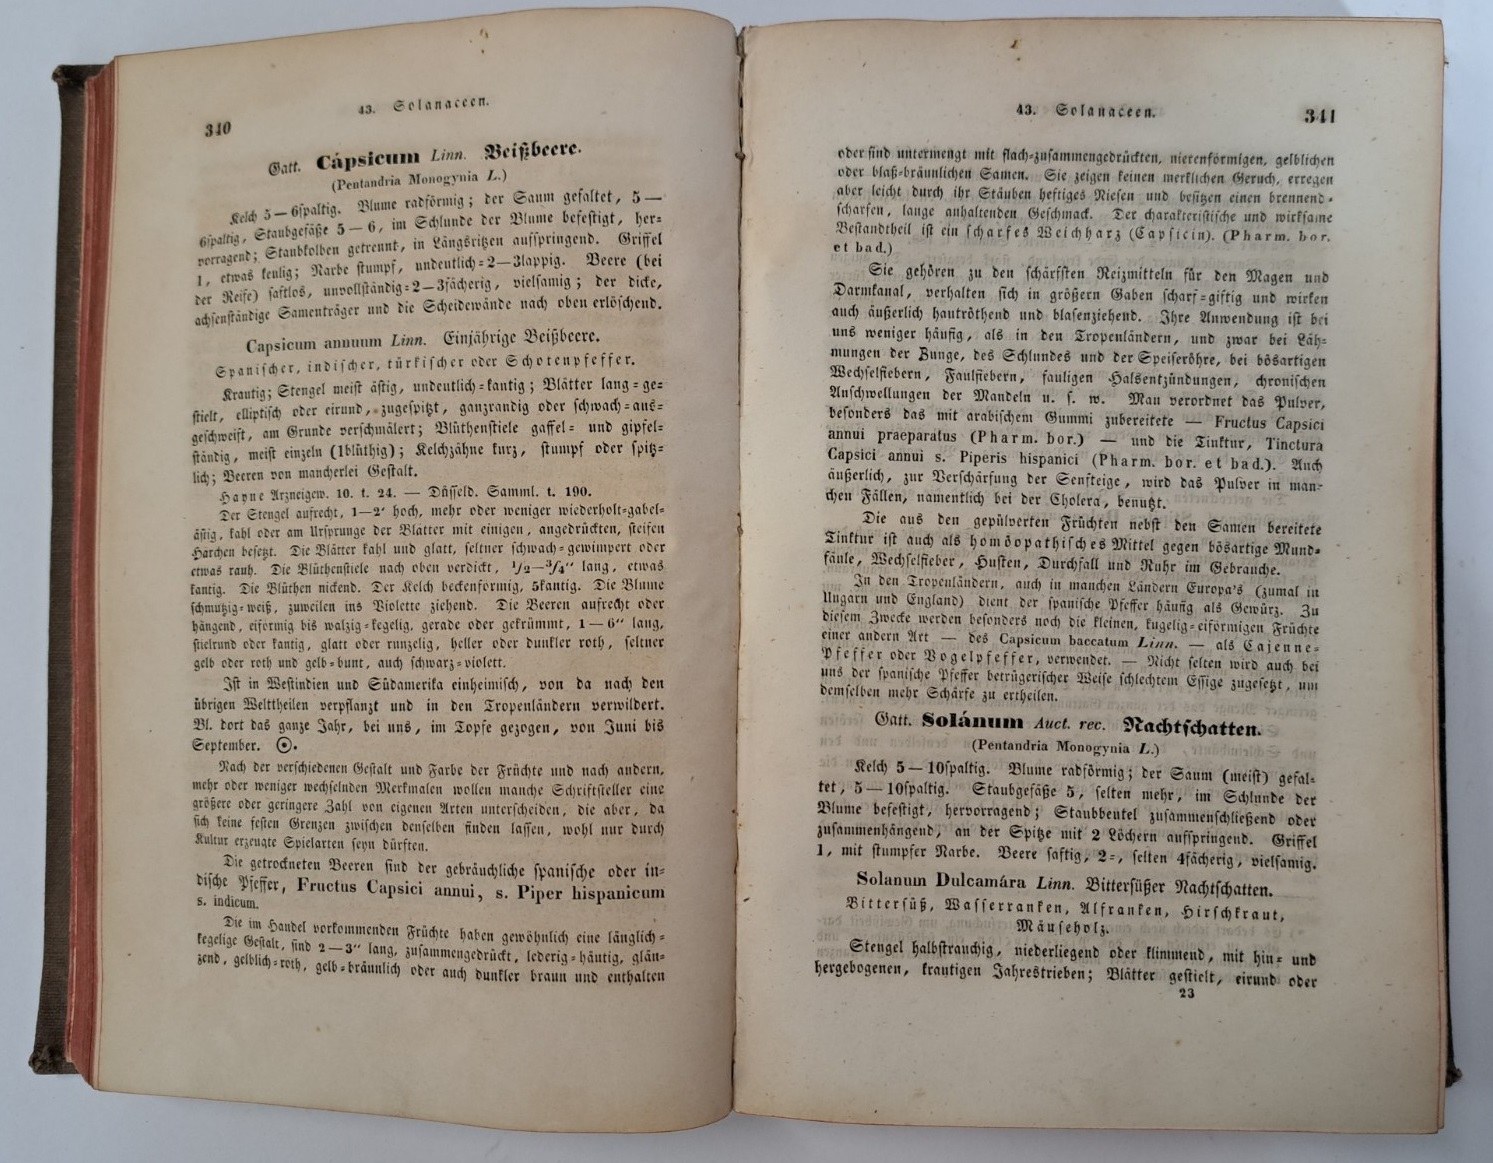 340
43. Solanaceen.
Gatt. Cápsicum Linn. Beißbeere.
(Pentandria Monogynia L.)
Kelch 5—6ſpaltig. Blume radförmig; der Saum gefaltet, 5—
6ſpaltig, Staubgefäße 5—6, im Schlunde der Blume befeſtigt, her=
vorragend; Staubkolben getrennt, in Längsritzen aufſpringend. Griffel
1, etwas keulig; Narbe ſtumpf, undeutlich=2—3lappig. Beere (bei
der Reife) ſaftlos, unvollſtändig=2—3fächerig, vielſamig; der dicke,
achſenſtändige Samenträger und die Scheidewände nach oben erlöſchend.
Capsicum annuum Linn. Einjährige Beißbeere.
Spaniſcher, indiſcher, türkiſcher oder Schotenpfeffer.
Krautig; Stengel meiſt äſtig, undeutlich=kantig; Blätter lang=ge=
ſtielt, elliptiſch oder eirund, zugeſpitzt, ganzrandig oder ſchwach=aus=
geſchweift, am Grunde verſchmälert; Blüthenſtiele gaffel= und gipfel=
ſtändig, meiſt einzeln (1blüthig); Kelchzähne kurz, ſtumpf oder ſpitz=
lich; Beeren von mancherlei Geſtalt.
Hayne Arzneigew. 10. t. 24. — Düſſeld. Samml. t. 190.
Der Stengel aufrecht, 1—2' hoch, mehr oder weniger wiederholt=gabel=
äſtig, kahl oder am Urſprunge der Blätter mit einigen, angedrückten, ſteifen
Härchen beſetzt. Die Blätter kahl und glatt, ſeltner ſchwach=gewimpert oder
etwas rauh. Die Blüthenſtiele nach oben verdickt, 1/2—3/4" lang, etwas
kantig. Die Blüthen nickend. Der Kelch beckenförmig, 5kantig. Die Blume
ſchmutzig=weiß, zuweilen ins Violette ziehend. Die Beeren aufrecht oder
hängend, eiförmig bis walzig=kegelig, gerade oder gekrümmt, 1—6" lang,
ſtielrund oder kantig, glatt oder runzelig, heller oder dunkler roth, ſeltner
gelb oder roth und gelb=bunt, auch ſchwarz=violett.
Iſt in Weſtindien und Südamerika einheimiſch, von da nach den
übrigen Welttheilen verpflanzt und in den Tropenländern verwildert.
Bl. dort das ganze Jahr, bei uns, im Topfe gezogen, von Juni bis
September. ☉.
Nach der verſchiedenen Geſtalt und Farbe der Früchte und nach andern,
mehr oder weniger wechſelnden Merkmalen wollen manche Schriftſteller eine
größere oder geringere Zahl von eigenen Arten unterſcheiden, die aber, da
ſich keine feſten Grenzen zwiſchen denſelben finden laſſen, wohl nur durch
Kultur erzeugte Spielarten ſeyn dürften.
Die getrockneten Beeren ſind der gebräuchliche ſpaniſche oder in=
diſche Pfeffer, Fructus Capsici annui, s. Piper hispanicum
s. indicum.
Die im Handel vorkommenden Früchte haben gewöhnlich eine länglich=
kegelige Geſtalt, ſind 2—3" lang, zuſammengedrückt, lederig=häutig, glän=
zend, gelblich=roth, gelb=bräunlich oder auch dunkler braun und enthalten
43. Solanaceen.
341
oder ſind untermengt mit flach=zuſammengedrückten, nierenförmigen, gelblichen
oder blaß=bräunlichen Samen. Sie zeigen keinen merklichen Geruch, erregen
aber leicht durch ihr Stäuben heftiges Nieſen und beſitzen einen brennend=
ſcharfen, lange anhaltenden Geſchmack. Der charakteriſtiſche und wirkſame
Beſtandtheil iſt ein ſcharfes Weichharz (Capſicin). (Pharm. bor.
et bad.)
Sie gehören zu den ſchärfſten Reizmitteln für den Magen und
Darmkanal, verhalten ſich in größern Gaben ſcharf=giftig und wirken
auch äußerlich hautröthend und blaſenziehend. Ihre Anwendung iſt bei
uns weniger häufig, als in den Tropenländern, und zwar bei Läh=
mungen der Zunge, des Schlundes und der Speiſeröhre, bei bösartigen
Wechſelfiebern, Faulfiebern, fauligen Halsentzündungen, chroniſchen
Anſchwellungen der Mandeln u. ſ. w. Man verordnet das Pulver,
beſonders das mit arabiſchem Gummi zubereitete — Fructus Capsici
annui praeparatus (Pharm. bor.) — und die Tinktur, Tinctura
Capsici annui s. Piperis hispanici (Pharm. bor. et bad.). Auch
äußerlich, zur Verſchärfung der Senfteige, wird das Pulver in man=
chen Fällen, namentlich bei der Cholera, benutzt.
Die aus den gepülverten Früchten nebſt den Samen bereitete
Tinktur iſt auch als homöopathiſches Mittel gegen bösartige Mund=
fäule, Wechſelfieber, Huſten, Durchfall und Ruhr im Gebrauche.
In den Tropenländern, auch in manchen Ländern Europa's (zumal in
Ungarn und England) dient der ſpaniſche Pfeffer häufig als Gewürz. Zu
dieſem Zwecke werden beſonders noch die kleinen, kugelig=eiförmigen Früchte
einer andern Art — des Capsicum baccatum Linn. — als Cajenne=
Pfeffer oder Vogelpfeffer, verwendet. — Nicht ſelten wird auch bei
uns der ſpaniſche Pfeffer betrügeriſcher Weiſe ſchlechtem Eſſige zugeſetzt, um
demſelben mehr Schärfe zu ertheilen.
Gatt. Solánum Auct. rec. Nachtſchatten.
(Pentandria Monogynia L.)
Kelch 5—10ſpaltig. Blume radförmig; der Saum (meiſt) gefal=
tet, 5—10ſpaltig. Staubgefäße 5, ſelten mehr, im Schlunde der
Blume befeſtigt, hervorragend; Staubbeutel zuſammenſchließend oder
zuſammenhängend, an der Spitze mit 2 Löchern aufſpringend. Griffel
1, mit ſtumpfer Narbe. Beere ſaftig, 2=, ſelten 4fächerig, vielſamig.
Solanum Dulcamára Linn. Bitterſüßer Nachtſchatten.
Bitterſüß, Waſſerranken, Alfranken, Hirſchkraut,
Mäuſeholz.
Stengel halbſtrauchig, niederliegend oder klimmend, mit hin= und
hergebogenen, krautigen Jahrestrieben; Blätter geſtielt, eirund oder
23